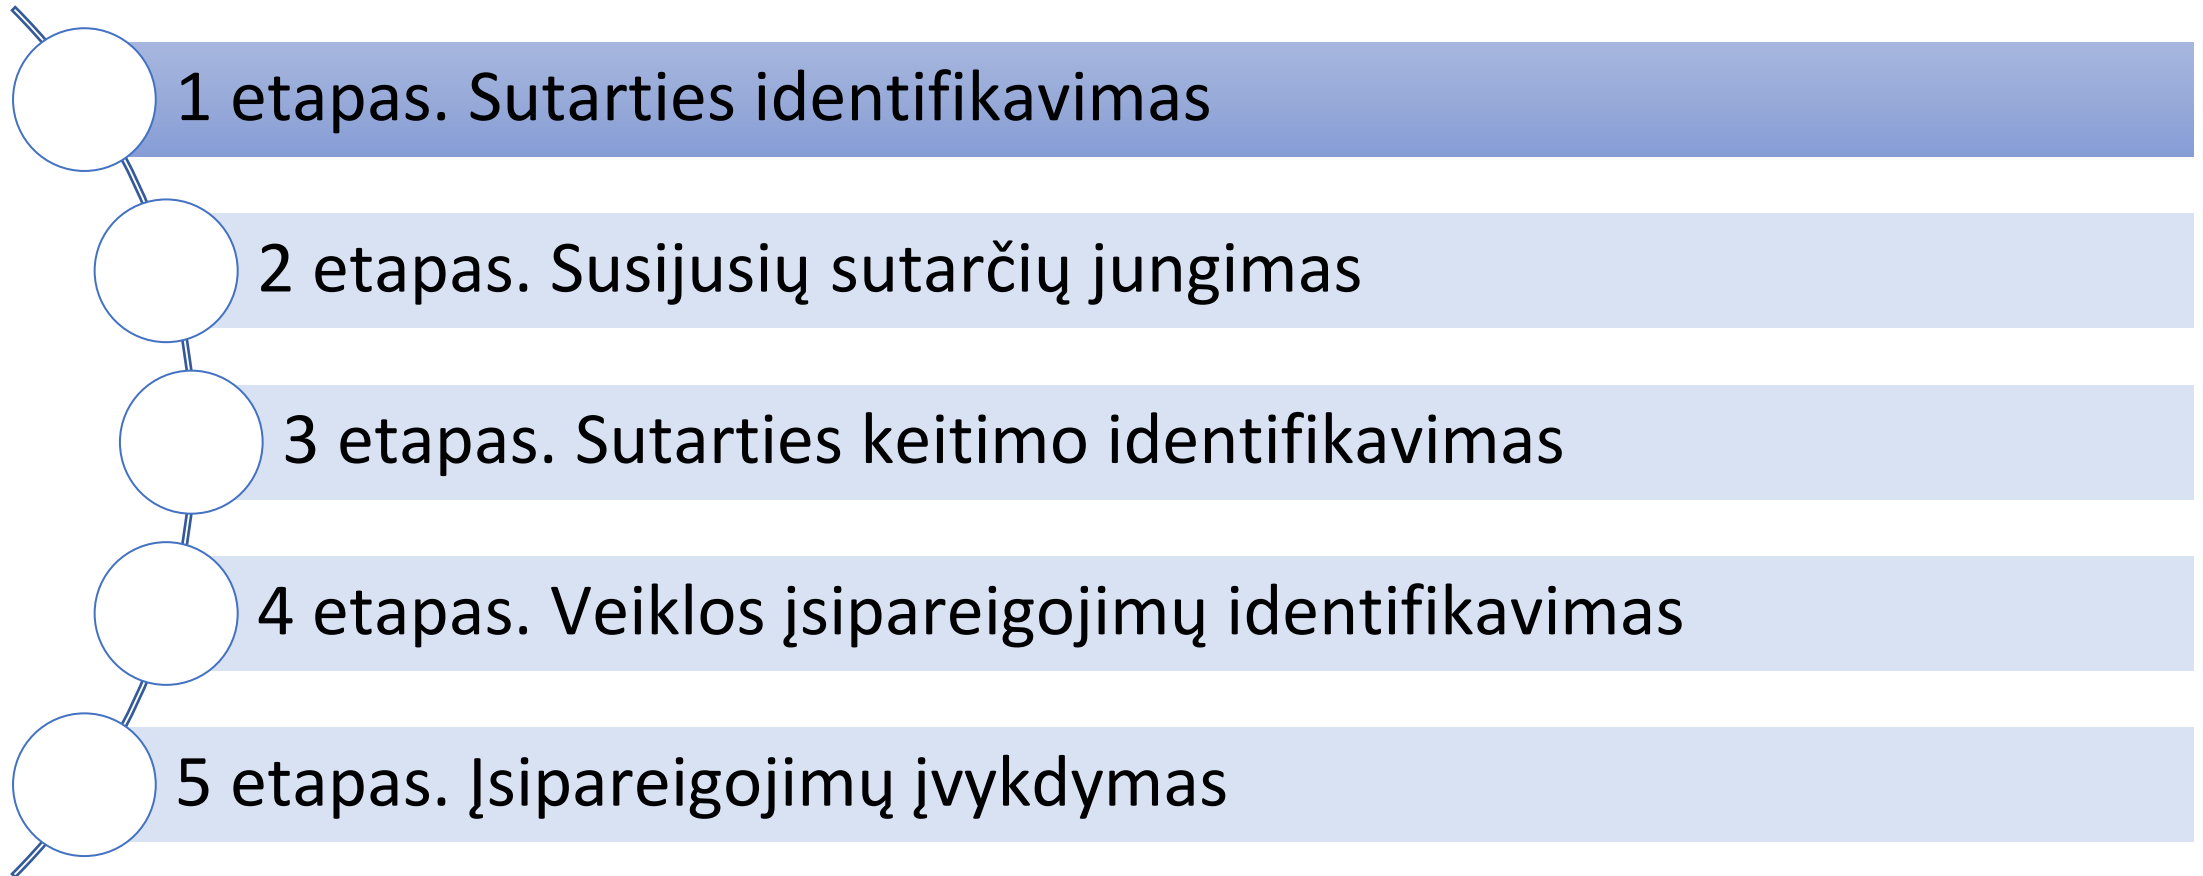 1 etapas. Sutarties identifikavimas
2 etapas. Susijusių sutarčių jungimas
3 etapas. Sutarties keitimo identifikavimas
4 etapas. Veiklos įsipareigojimų identifikavimas
5 etapas. Įsipareigojimų įvykdymas